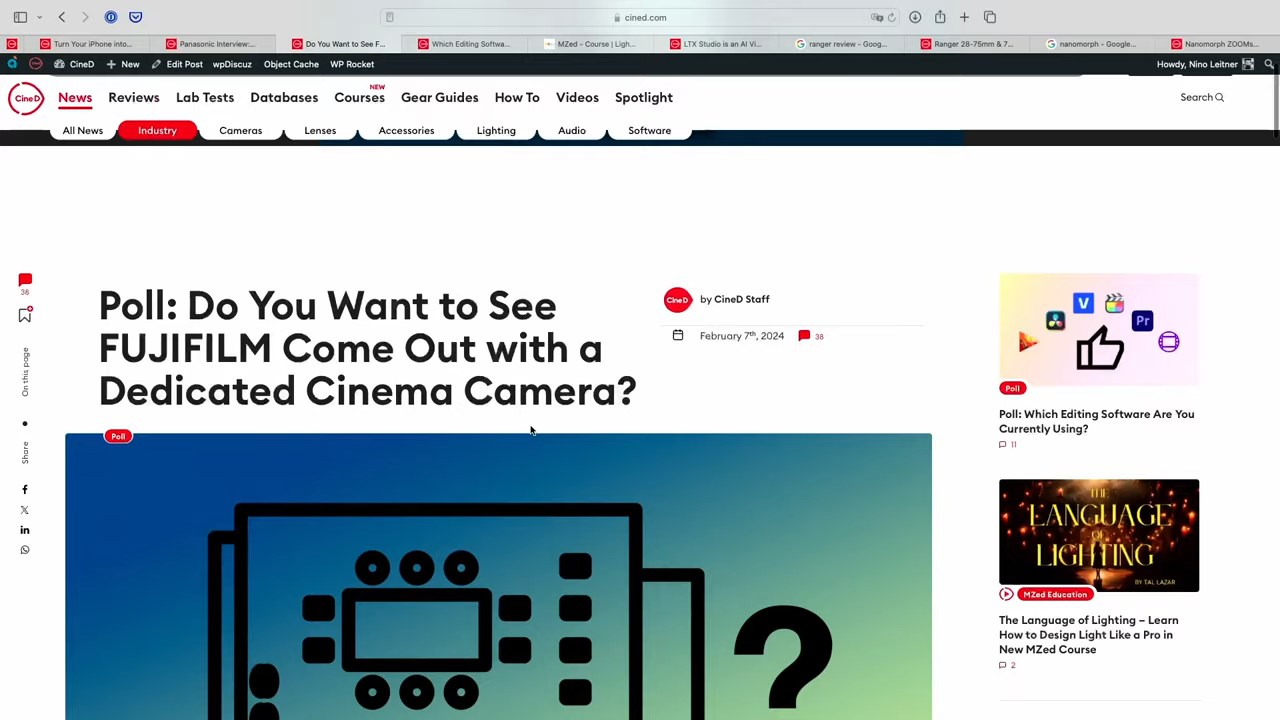 cined.com
Turn Your iPhone into...
Panasonic Interview:...
Do You Want to See F...
Which Editing Softwa...
MZed - Course | Ligh...
LTX Studio is an AI Vi...
ranger review - Goog...
Ranger 28-75mm & 7...
nanomorph - Google...
Nanomorph ZOOMs...
CineD
New
Edit Post
wpDiscuz
Object Cache
WP Rocket
Howdy, Nino Leitner
CineD
News
Reviews
Lab Tests
Databases
Courses
NEW
Gear Guides
How To
Videos
Spotlight
Search
All News
Industry
Cameras
Lenses
Accessories
Lighting
Audio
Software
38
On this page
Share
Poll: Do You Want to See
FUJIFILM Come Out with a
Dedicated Cinema Camera?
CineD
by CineD Staff
February 7th, 2024
38
Poll
?
V
Pr
Poll
Poll: Which Editing Software Are You
Currently Using?
11
THE
LANGUAGE
OF
LIGHTING
BY TAL LAZAR
MZed Education
The Language of Lighting – Learn
How to Design Light Like a Pro in
New MZed Course
2